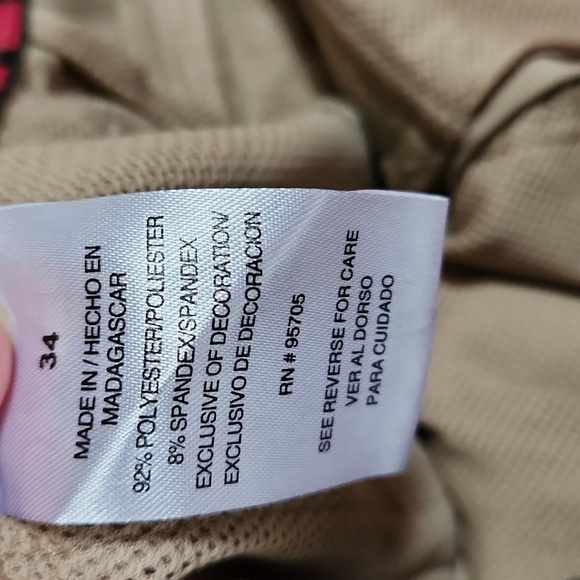 34
MADE IN / HECHO EN
MADAGASCAR
92% POLYESTER/POLIESTER
8% SPANDEX/SPANDEX
EXCLUSIVE OF DECORATION/
EXCLUSIVO DE DECORACION
RN # 95705
SEE REVERSE FOR CARE
VER AL DORSO
PARA CUIDADO